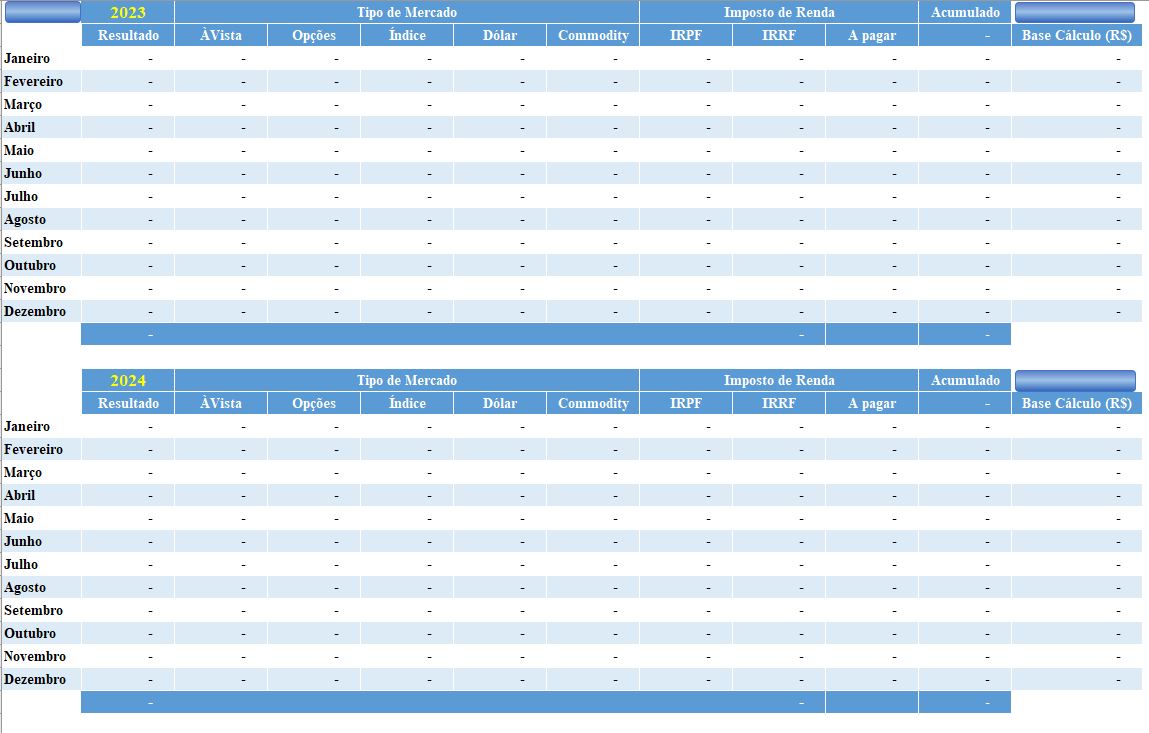 2023 Tipo de Mercado Imposto de Renda Acumulado
Resultado ÀVista Opções Índice Dólar Commodity IRPF IRRF A pagar - Base Cálculo (R$)
Janeiro - - - - - - - - - - -
Fevereiro - - - - - - - - - - -
Março - - - - - - - - - - -
Abril - - - - - - - - - - -
Maio - - - - - - - - - - -
Junho - - - - - - - - - - -
Julho - - - - - - - - - - -
Agosto - - - - - - - - - - -
Setembro - - - - - - - - - - -
Outubro - - - - - - - - - - -
Novembro - - - - - - - - - - -
Dezembro - - - - - - - - - - -
- - -
2024 Tipo de Mercado Imposto de Renda Acumulado
Resultado ÀVista Opções Índice Dólar Commodity IRPF IRRF A pagar - Base Cálculo (R$)
Janeiro - - - - - - - - - - -
Fevereiro - - - - - - - - - - -
Março - - - - - - - - - - -
Abril - - - - - - - - - - -
Maio - - - - - - - - - - -
Junho - - - - - - - - - - -
Julho - - - - - - - - - - -
Agosto - - - - - - - - - - -
Setembro - - - - - - - - - - -
Outubro - - - - - - - - - - -
Novembro - - - - - - - - - - -
Dezembro - - - - - - - - - - -
- - -